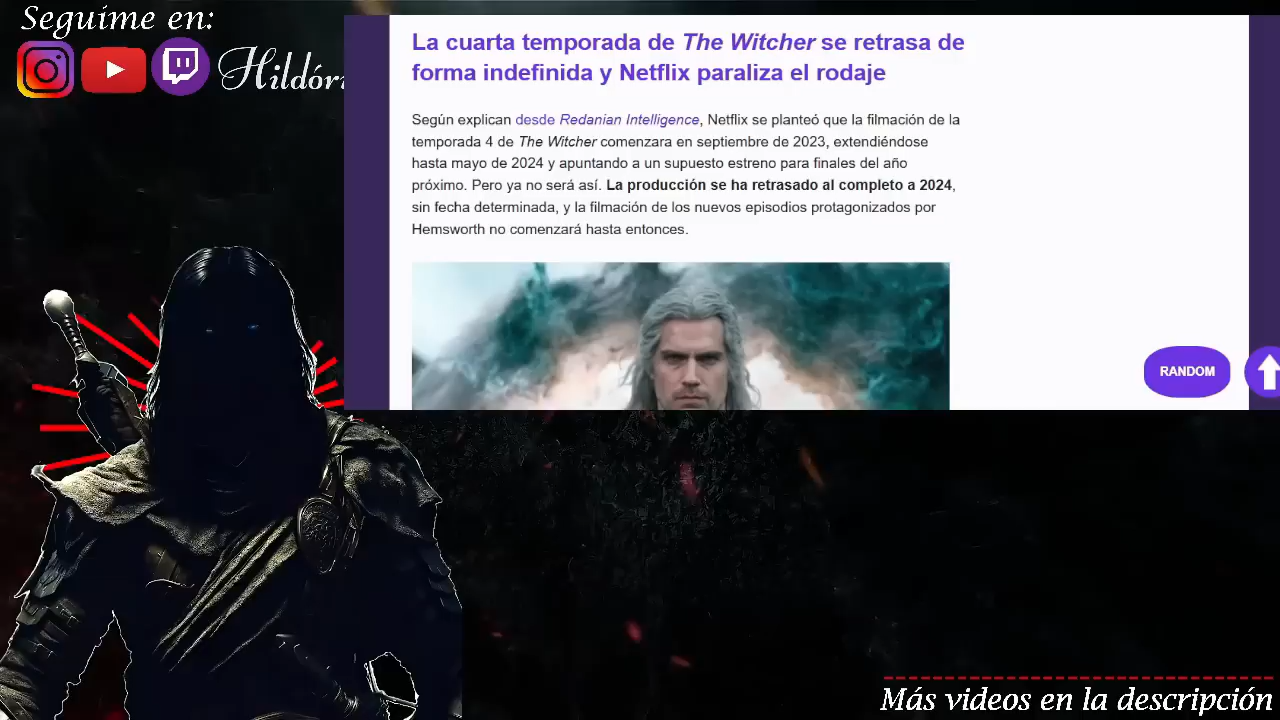 Seguíme en:
La cuarta temporada de The Witcher se retrasa de
forma indefinida y Netflix paraliza el rodaje
Según explican desde Redanian Intelligence, Netflix se planteó que la filmación de la
temporada 4 de The Witcher comenzara en septiembre de 2023, extendiéndose
hasta mayo de 2024 y apuntando a un supuesto estreno para finales del año
próximo. Pero ya no será así. La producción se ha retrasado al completo a 2024,
sin fecha determinada, y la filmación de los nuevos episodios protagonizados por
Hemsworth no comenzará hasta entonces.
RANDOM
Más videos en la descripción